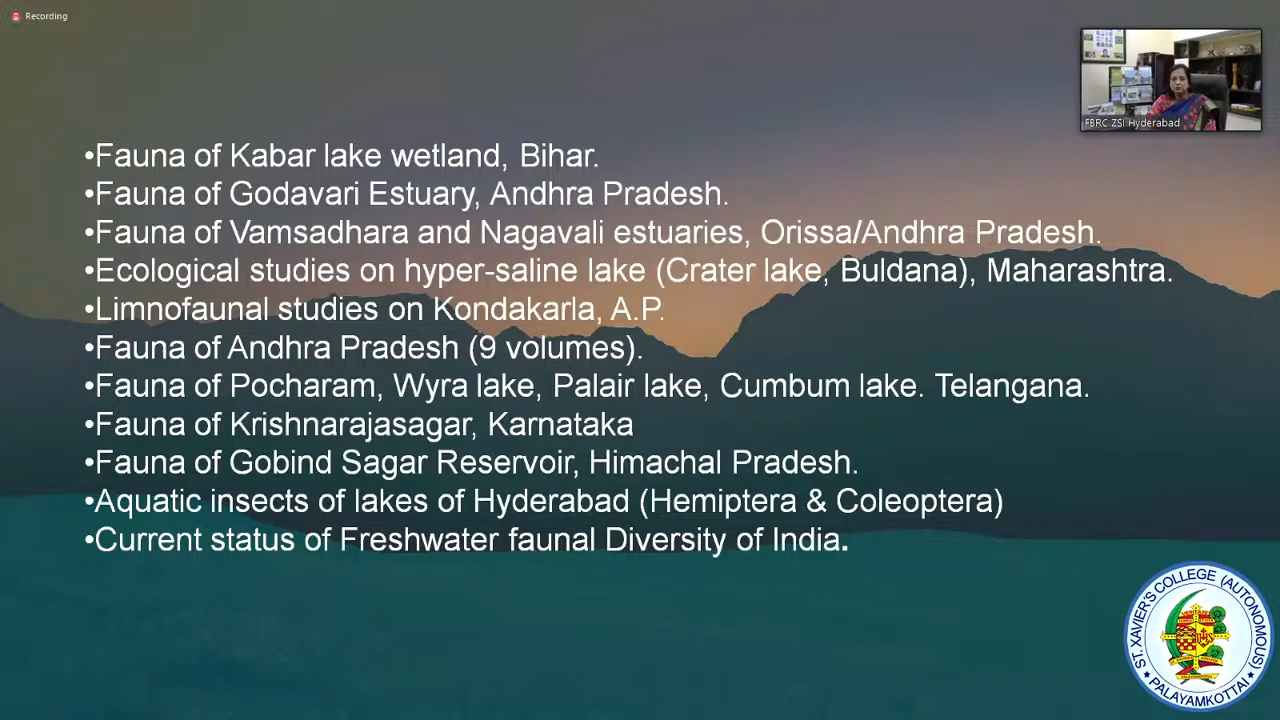 Recording
FBRC ZSI Hyderabad
•Fauna of Kabar lake wetland, Bihar.
•Fauna of Godavari Estuary, Andhra Pradesh.
•Fauna of Vamsadhara and Nagavali estuaries, Orissa/Andhra Pradesh.
•Ecological studies on hyper-saline lake (Crater lake, Buldana), Maharashtra.
•Limnofaunal studies on Kondakarla, A.P.
•Fauna of Andhra Pradesh (9 volumes).
•Fauna of Pocharam, Wyra lake, Palair lake, Cumbum lake. Telangana.
•Fauna of Krishnarajasagar, Karnataka
•Fauna of Gobind Sagar Reservoir, Himachal Pradesh.
•Aquatic insects of lakes of Hyderabad (Hemiptera & Coleoptera)
•Current status of Freshwater faunal Diversity of India.
ST. XAVIER'S COLLEGE (AUTONOMOUS)
PALAYAMKOTTAI